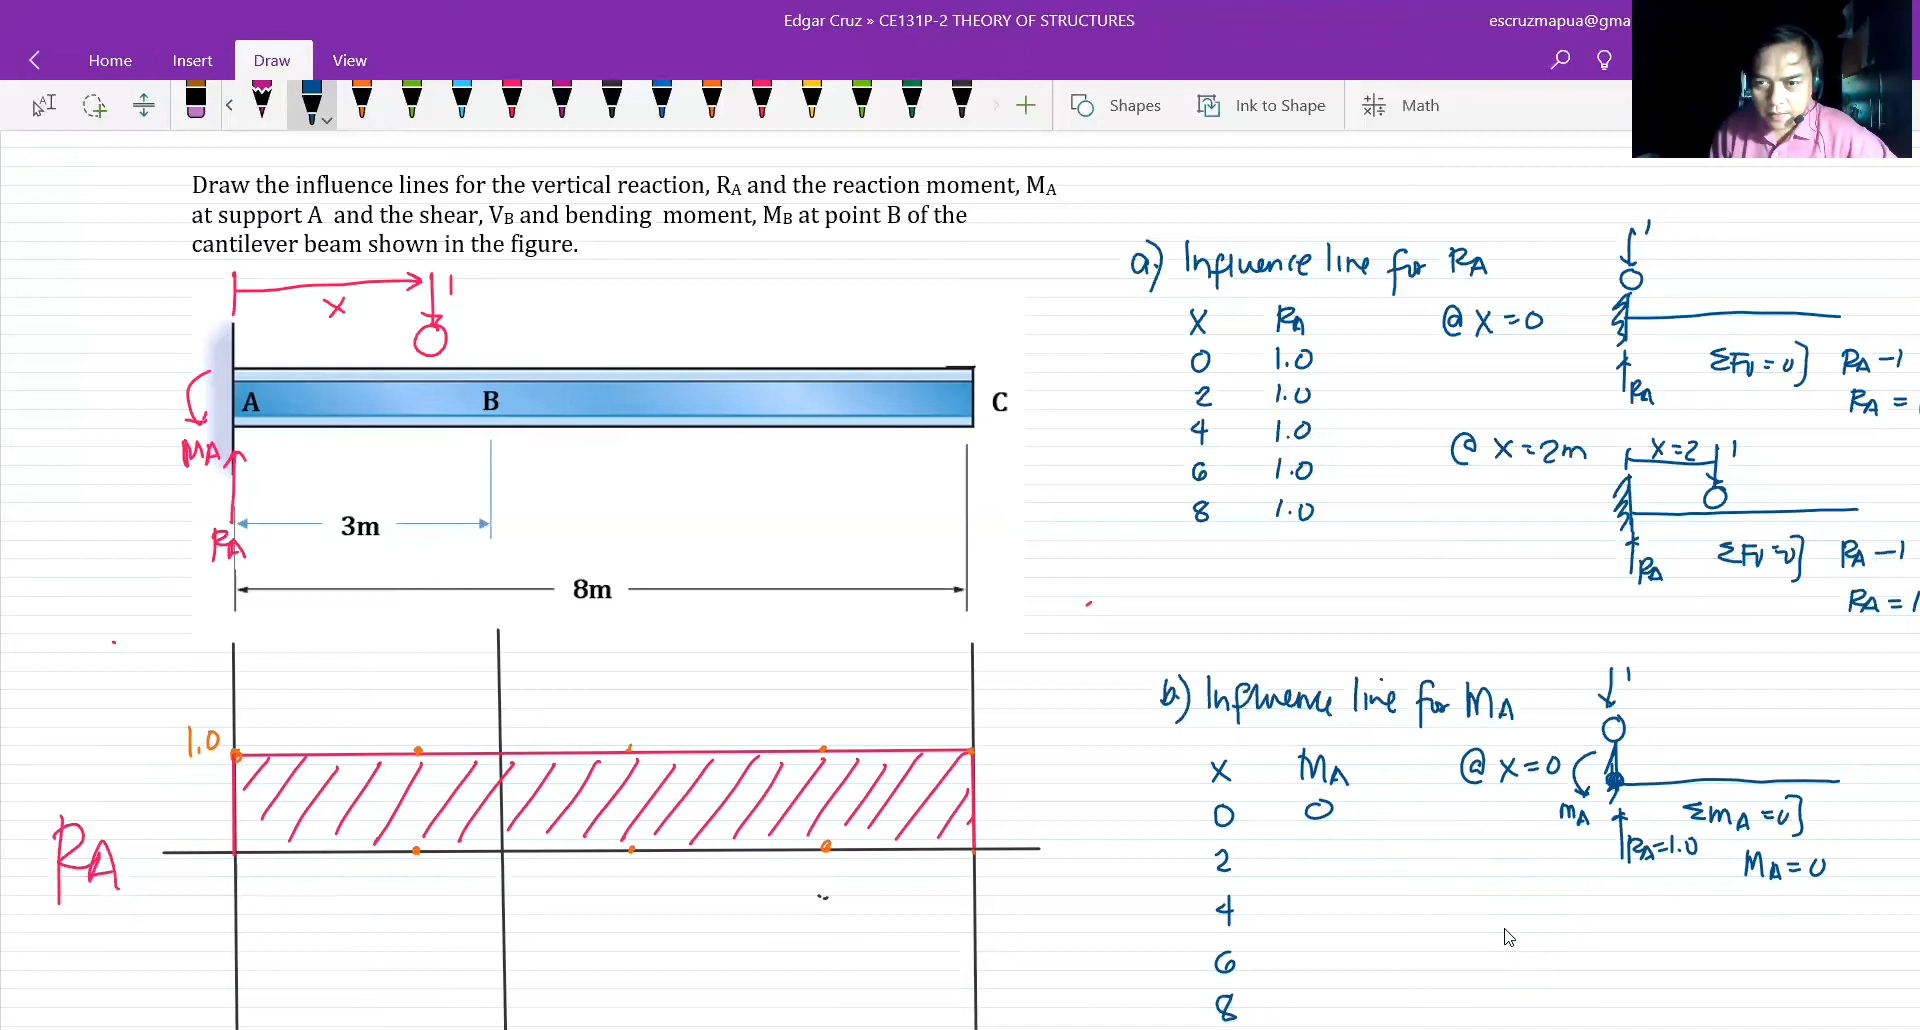 Edgar Cruz » CE131P-2 THEORY OF STRUCTURES
escruzmapua@gma
Home Insert Draw View
Shapes Ink to Shape Math
Draw the influence lines for the vertical reaction, RA and the reaction moment, MA
at support A and the shear, VB and bending moment, MB at point B of the
cantilever beam shown in the figure.
x
1
A B C
MA
RA
3m
8m
1.0
RA
a) Influence line for RA
x RA
0 1.0
2 1.0
4 1.0
6 1.0
8 1.0
@ x=0
1
RA
ΣFv=0] RA-1
RA=
@ x=2m
x=2
1
RA
ΣFv=0] RA-1
RA=1
b) Influence line for MA
x MA
0 0
2
4
6
8
@ x=0
1
MA
RA=1.0
ΣMA=0]
MA=0